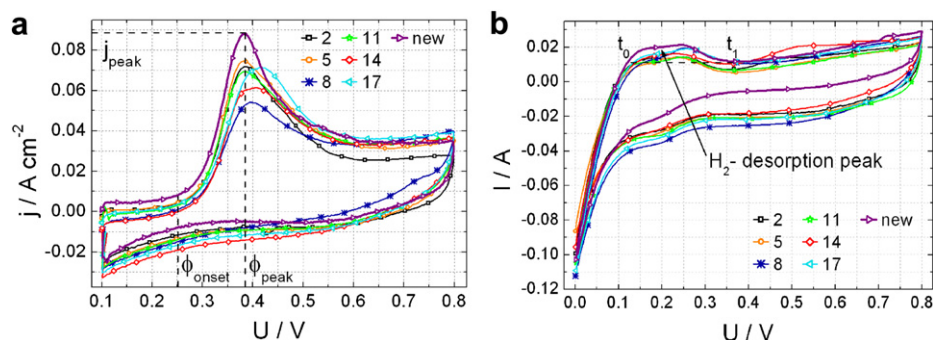 a
2 11 new
5 14
8 17
j_peak
0.08
0.06
0.04
0.02
0.00
-0.02
j / A cm⁻²
ϕ_onset ϕ_peak
0.1 0.2 0.3 0.4 0.5 0.6 0.7 0.8
U / V
b
t₀ t₁
0.02
0.00
-0.02
-0.04
-0.06
-0.08
-0.10
-0.12
I / A
H₂- desorption peak
2 11 new
5 14
8 17
0.0 0.1 0.2 0.3 0.4 0.5 0.6 0.7 0.8
U / V